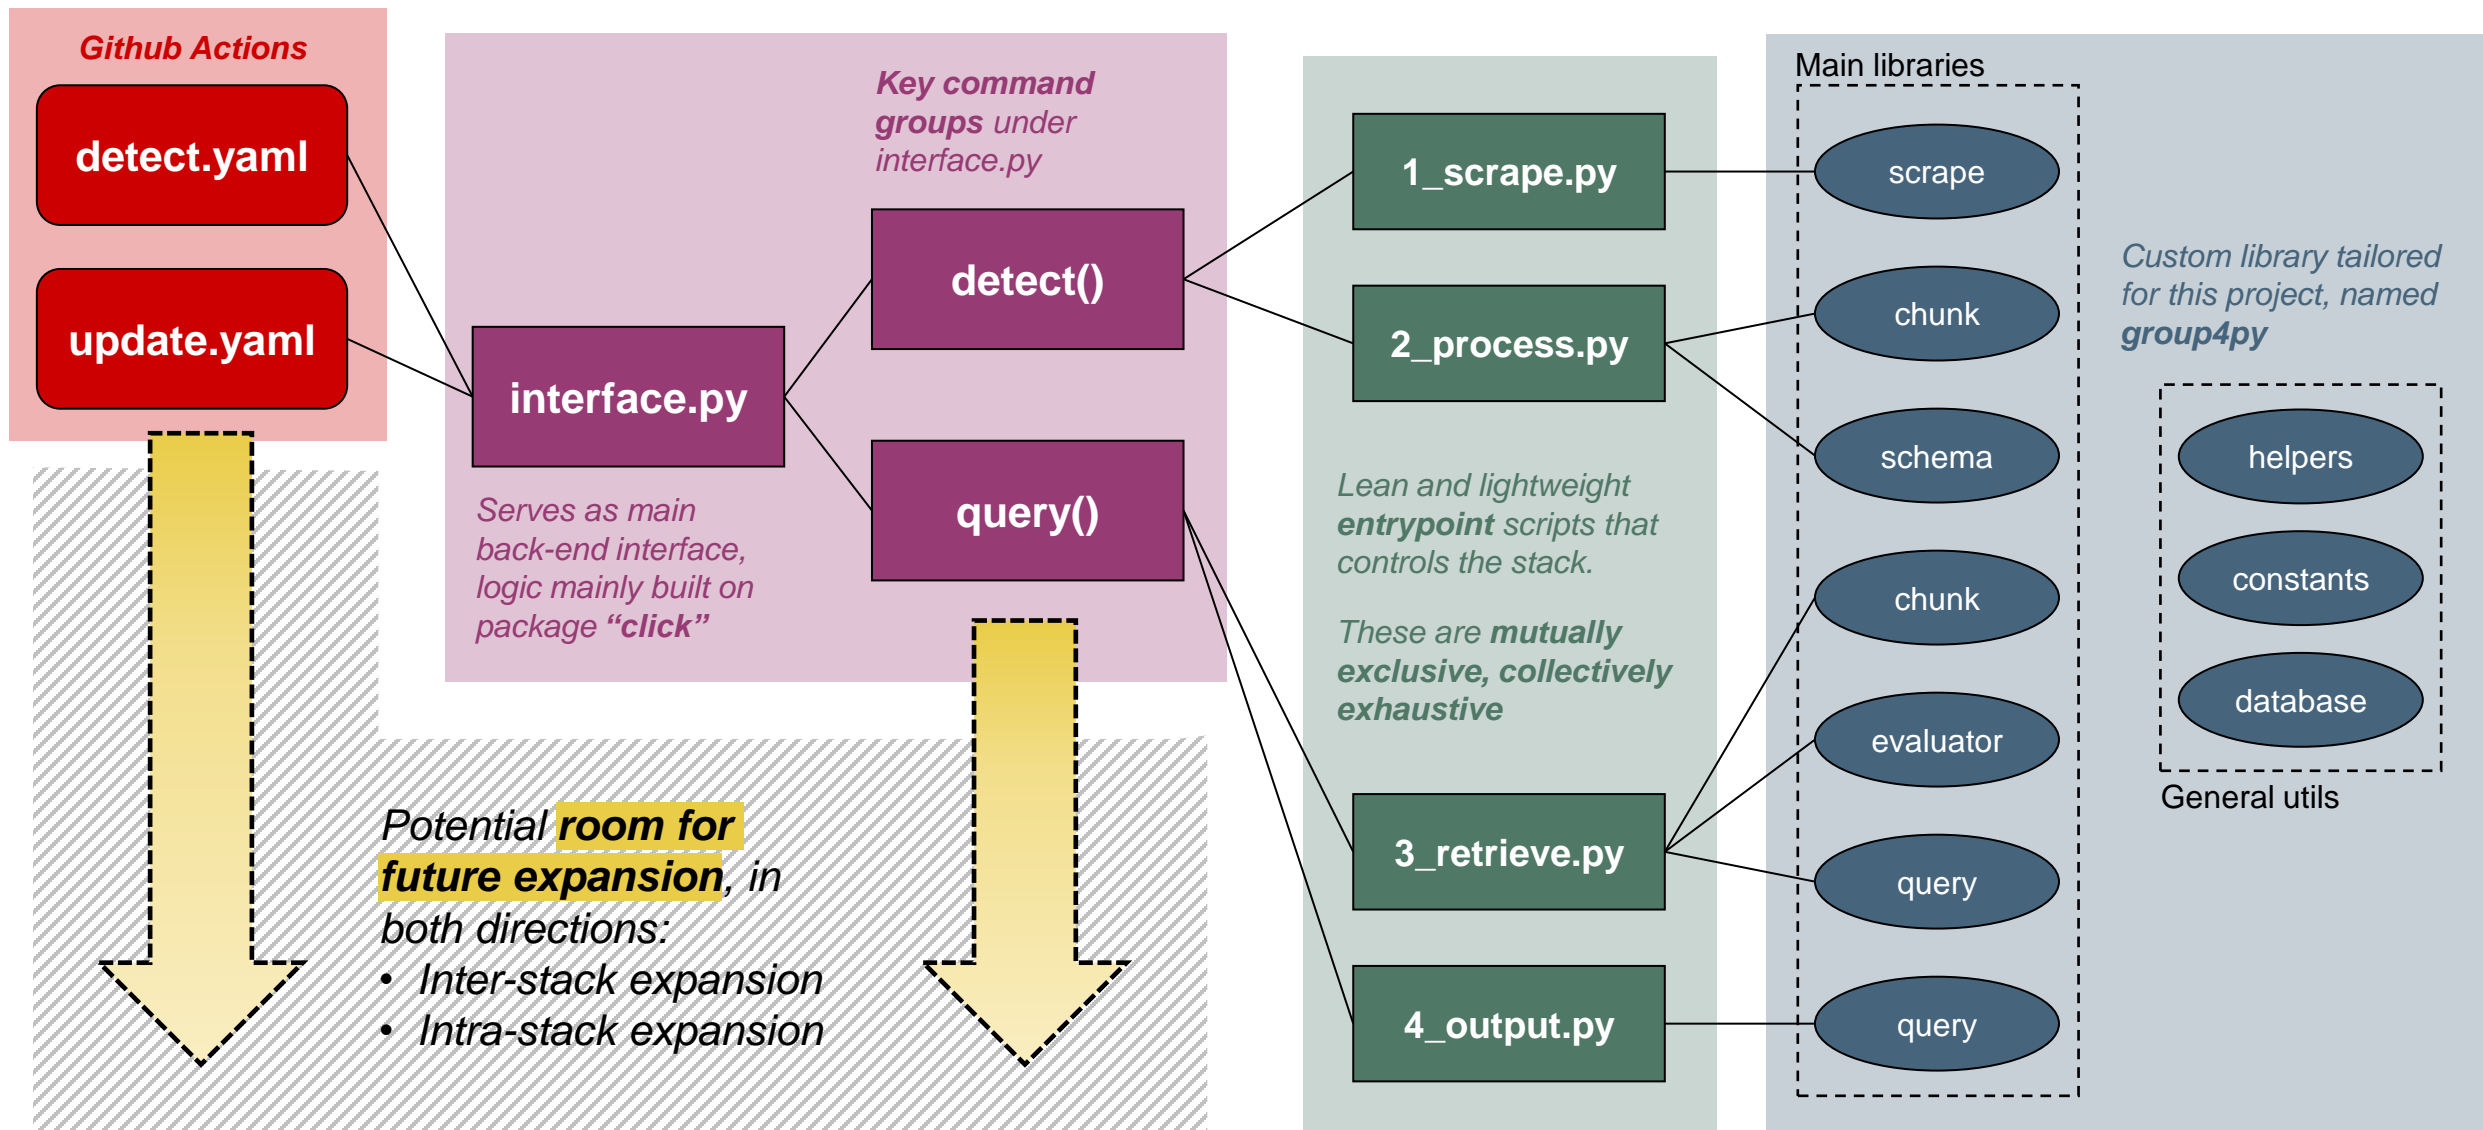 Github Actions
detect.yaml
update.yaml
Key command
groups under
interface.py
detect()
interface.py
query()
Serves as main
back-end interface,
logic mainly built on
package “click”
Potential room for
future expansion, in
both directions:
• Inter-stack expansion
• Intra-stack expansion
1_scrape.py
2_process.py
Lean and lightweight
entrypoint scripts that
controls the stack.
These are mutually
exclusive, collectively
exhaustive
3_retrieve.py
4_output.py
Main libraries
scrape
chunk
schema
chunk
evaluator
query
query
Custom library tailored
for this project, named
group4py
helpers
constants
database
General utils